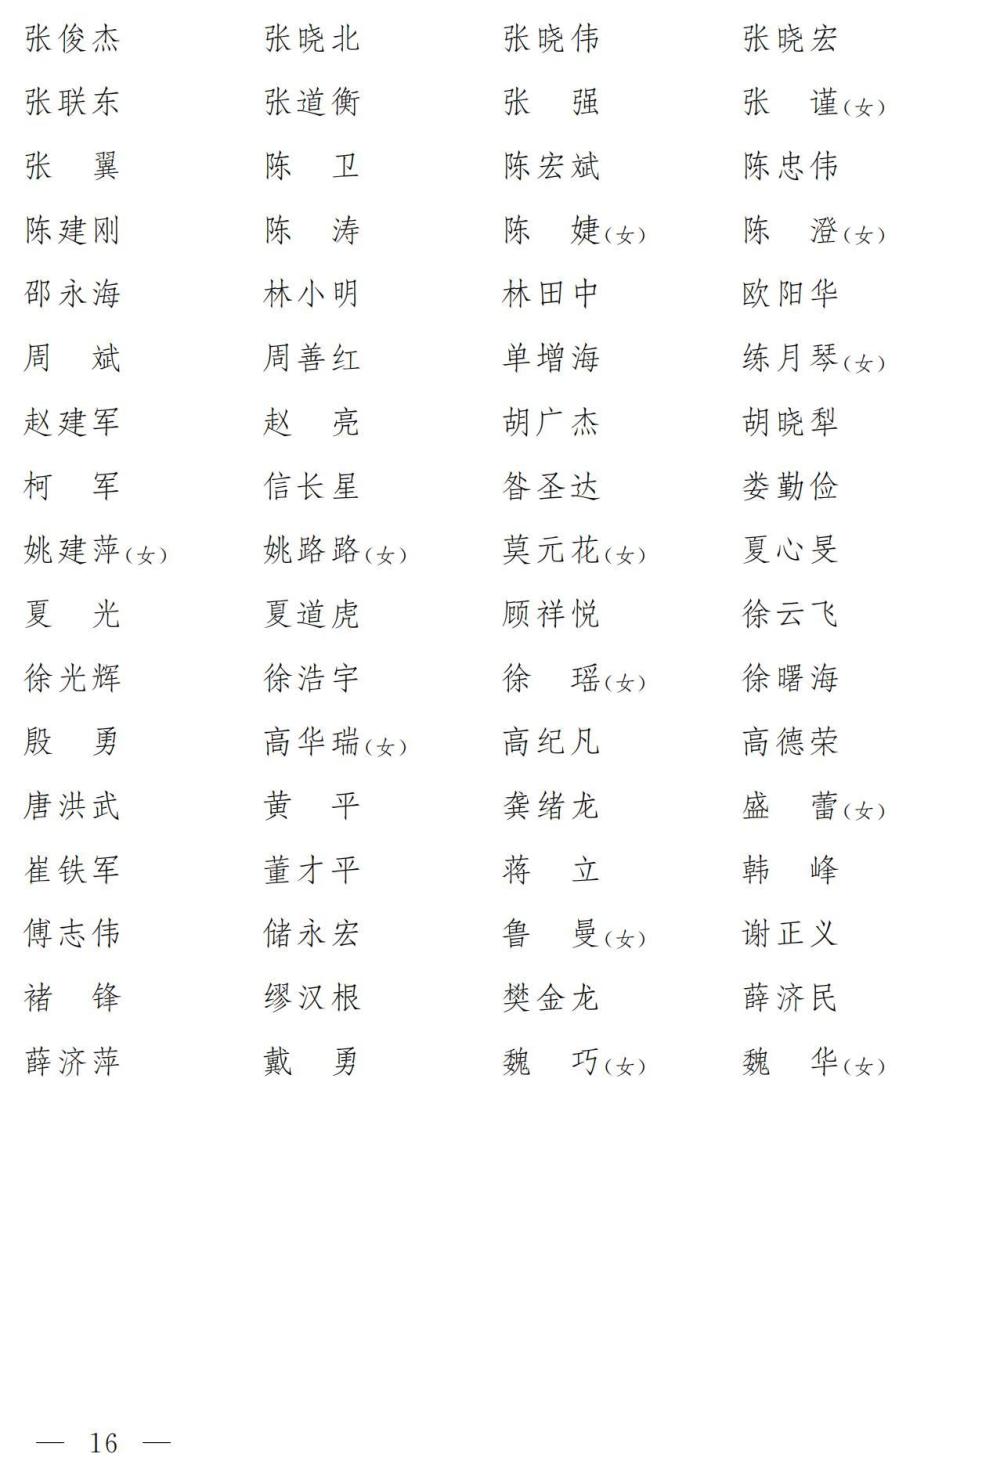 张俊杰 张晓北 张晓伟 张晓宏
张联东 张道衡 张　强 张　谨(女)
张　翼 陈　卫 陈宏斌 陈忠伟
陈建刚 陈　涛 陈　婕(女) 陈　澄(女)
邵永海 林小明 林田中 欧阳华
周　斌 周善红 单增海 练月琴(女)
赵建军 赵　亮 胡广杰 胡晓犁
柯　军 信长星 昝圣达 娄勤俭
姚建萍(女) 姚路路(女) 莫元花(女) 夏心旻
夏　光 夏道虎 顾祥悦 徐云飞
徐光辉 徐浩宇 徐　瑶(女) 徐曙海
殷　勇 高华瑞(女) 高纪凡 高德荣
唐洪武 黄　平 龚绪龙 盛　蕾(女)
崔铁军 董才平 蒋　立 韩　峰
傅志伟 储永宏 鲁　曼(女) 谢正义
褚　锋 缪汉根 樊金龙 薛济民
薛济萍 戴　勇 魏　巧(女) 魏　华(女)
— 16 —